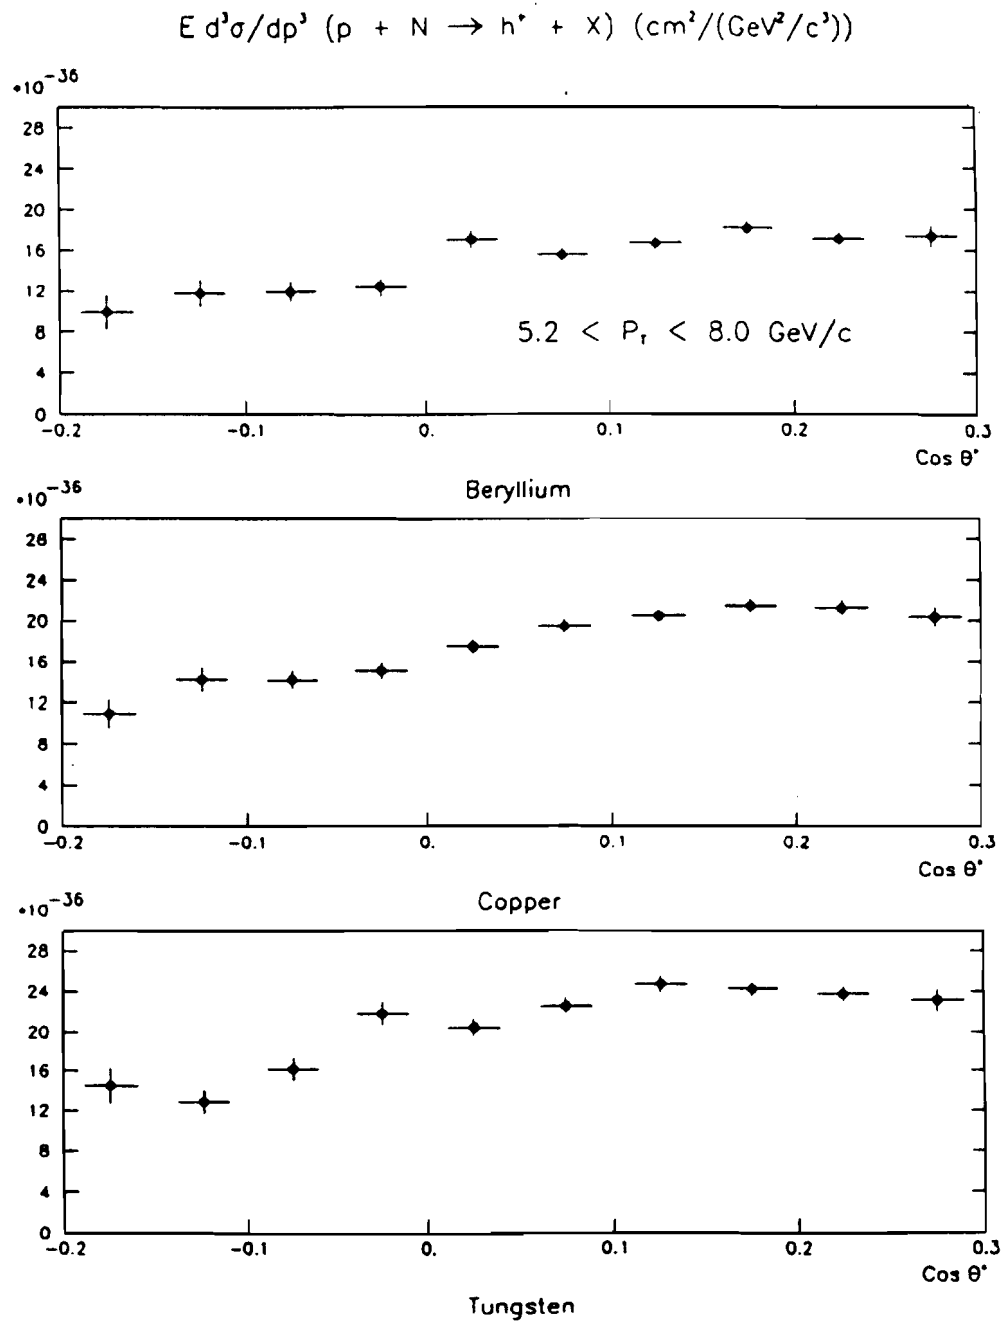 E d³σ/dp³ (p + N → h⁺ + X) (cm²/(GeV²/c³))
*10⁻³⁶
28
24
20
16
12
8
4
0
-0.2 -0.1 0. 0.1 0.2 0.3
5.2 < P_T < 8.0 GeV/c
Cos θ*
Beryllium
*10⁻³⁶
28
24
20
16
12
8
4
0
-0.2 -0.1 0. 0.1 0.2 0.3
Cos θ*
Copper
*10⁻³⁶
28
24
20
16
12
8
4
0
-0.2 -0.1 0. 0.1 0.2 0.3
Cos θ*
Tungsten